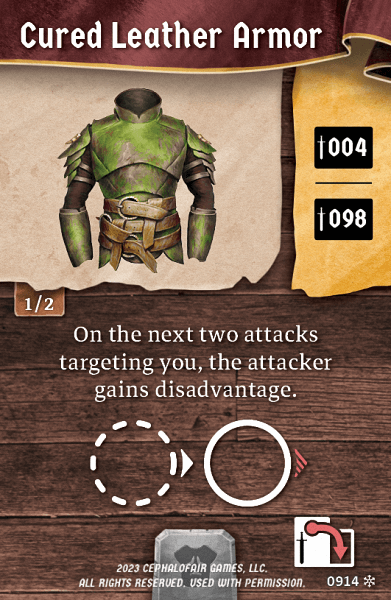 Cured Leather Armor
004
098
1/2
On the next two attacks
targeting you, the attacker
gains disadvantage.
2023 CEPHALOFAIR GAMES, LLC.
ALL RIGHTS RESERVED. USED WITH PERMISSION.
0914